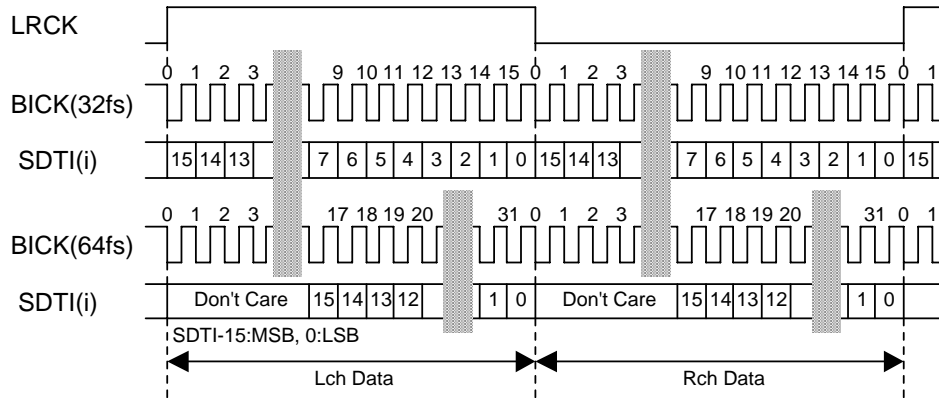 LRCK
0 1 2 3 9 10 11 12 13 14 15 0 1 2 3 9 10 11 12 13 14 15 0 1
BICK(32fs)
SDTI(i) 15 14 13 7 6 5 4 3 2 1 0 15 14 13 7 6 5 4 3 2 1 0 15
0 1 2 3 17 18 19 20 31 0 1 2 3 17 18 19 20 31 0 1
BICK(64fs)
SDTI(i) Don't Care 15 14 13 12 1 0 Don't Care 15 14 13 12 1 0
SDTI-15:MSB, 0:LSB
Lch Data Rch Data